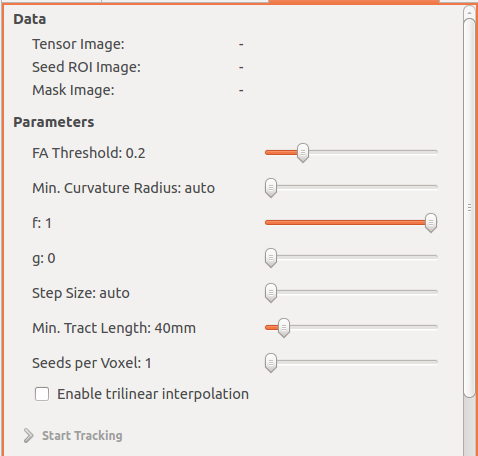 Data
Tensor Image: -
Seed ROI Image: -
Mask Image: -
Parameters
FA Threshold: 0.2
Min. Curvature Radius: auto
f: 1
g: 0
Step Size: auto
Min. Tract Length: 40mm
Seeds per Voxel: 1
Enable trilinear interpolation
Start Tracking